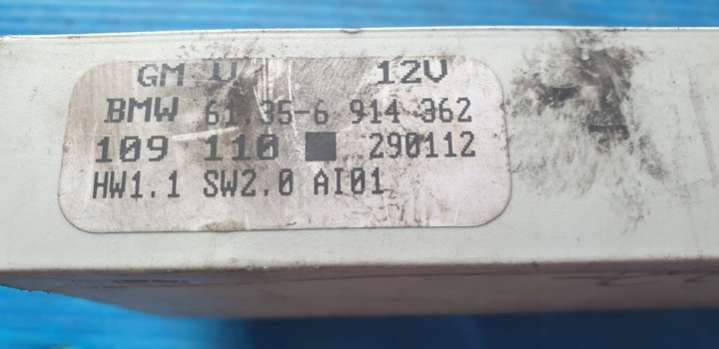 GM 12V
BMW 61.35-6 914 362
109 110 ■ 290112
HW1.1 SW2.0 AI01